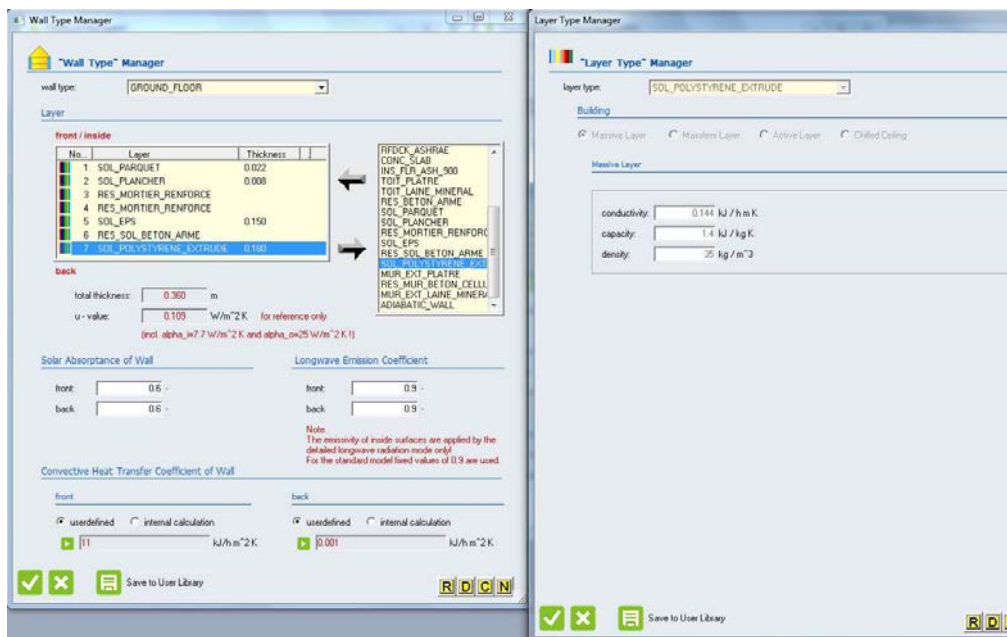 Wall Type Manager
"Wall Type" Manager
wall type: GROUND_FLOOR
Layer
front / inside
No... Layer Thickness
1 SOL_PARQUET 0.022
2 SOL_PLANCHER 0.008
3 RES_MORTIER_RENFORCE
4 RES_MORTIER_RENFORCE
5 SOL_EPS 0.150
6 RES_SOL_BETON_ARME
7 SOL_POLYSTYRENE_EXTRUDE 0.180
back
RFDCK_ASHRAE
CONC_SLAB
INS_FLR_ASH_900
TOIT_PLATRE
TOIT_LAINE_MINERAL
RES_BETON_ARME
SOL_PARQUET
SOL_PLANCHER
RES_MORTIER_RENFORC
SOL_EPS
RES_SOL_BETON_ARME
SOL_POLYSTYRENE_EXT
MUR_EXT_PLATRE
RES_MUR_BETON_CELLU
MUR_EXT_LAINE_MINERA
ADIABATIC_WALL
total thickness: 0.360 m
u - value: 0.109 W/m^2 K for reference only
(incl. alpha_i=7.7 W/m^2 K and alpha_o=25 W/m^2 K !)
Solar Absorptance of Wall
front: 0.6 -
back: 0.6 -
Longwave Emission Coefficient
front: 0.9 -
back: 0.9 -
Note:
The emissivity of inside surfaces are applied by the
detailed longwave radiation mode only!
For the standard model fixed values of 0.9 are used.
Convective Heat Transfer Coefficient of Wall
front
userdefined internal calculation
11 kJ/h m^2 K
back
userdefined internal calculation
0.001 kJ/h m^2 K
Save to User Library
R D C N
Layer Type Manager
"Layer Type" Manager
layer type: SOL_POLYSTYRENE_EXTRUDE
Building
Massive Layer Massless Layer Active Layer Chilled Ceiling
Massive Layer
conductivity: 0.144 kJ / h m K
capacity: 1.4 kJ / kg K
density: 35 kg / m^3
Save to User Library
R D